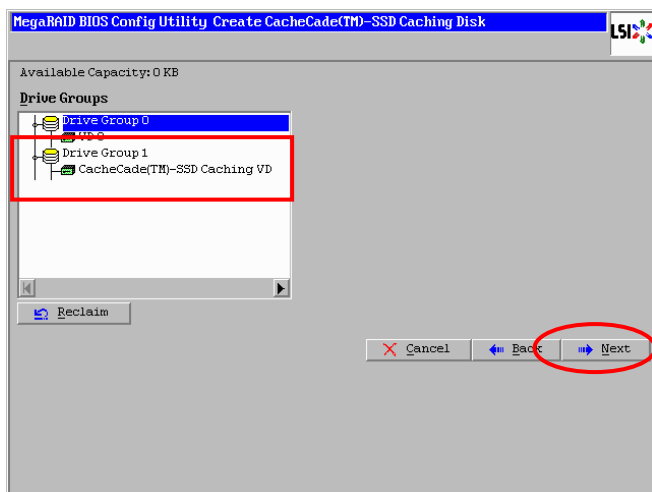 MegaRAID BIOS Config Utility Create CacheCade(TM)-SSD Caching Disk
LSI
Available Capacity: 0 KB
Drive Groups
Drive Group 0
VD 0
Drive Group 1
CacheCade(TM)-SSD Caching VD
Reclaim
Cancel
Back
Next